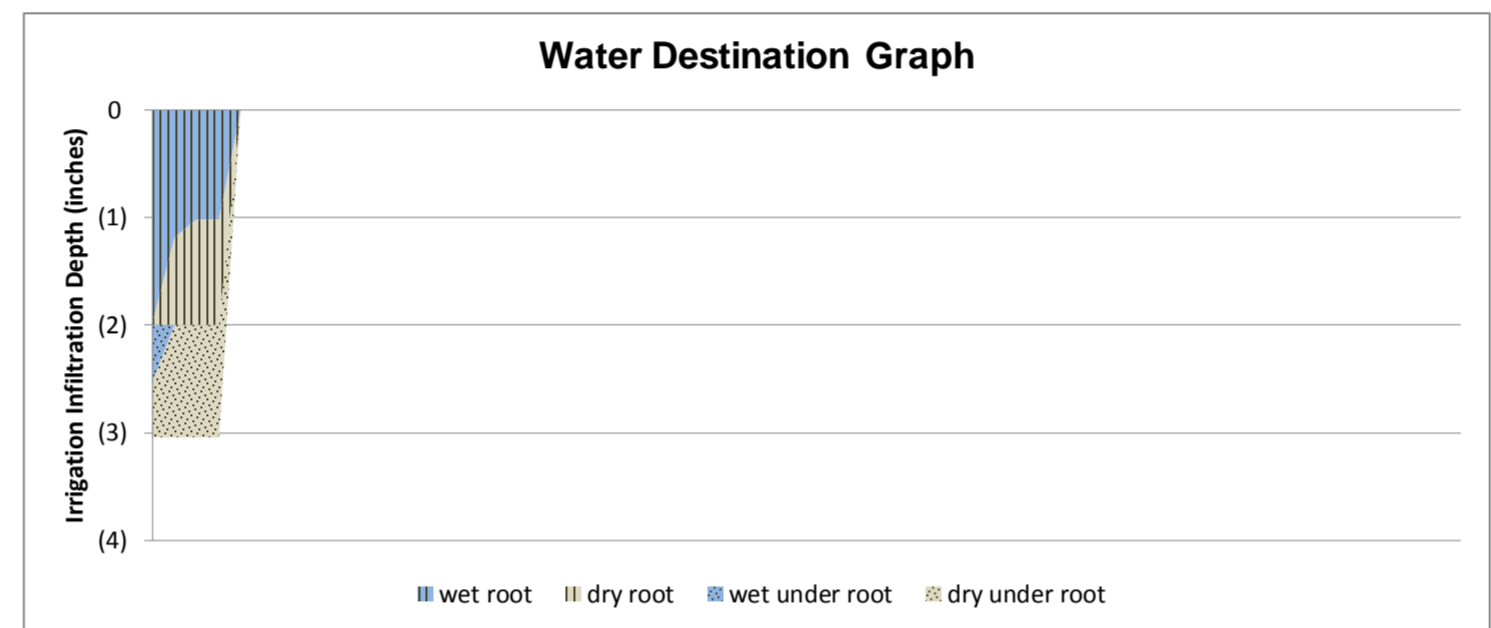 Water Destination Graph
Irrigation Infiltration Depth (inches)
0
(1)
(2)
(3)
(4)
wet root dry root wet under root dry under root